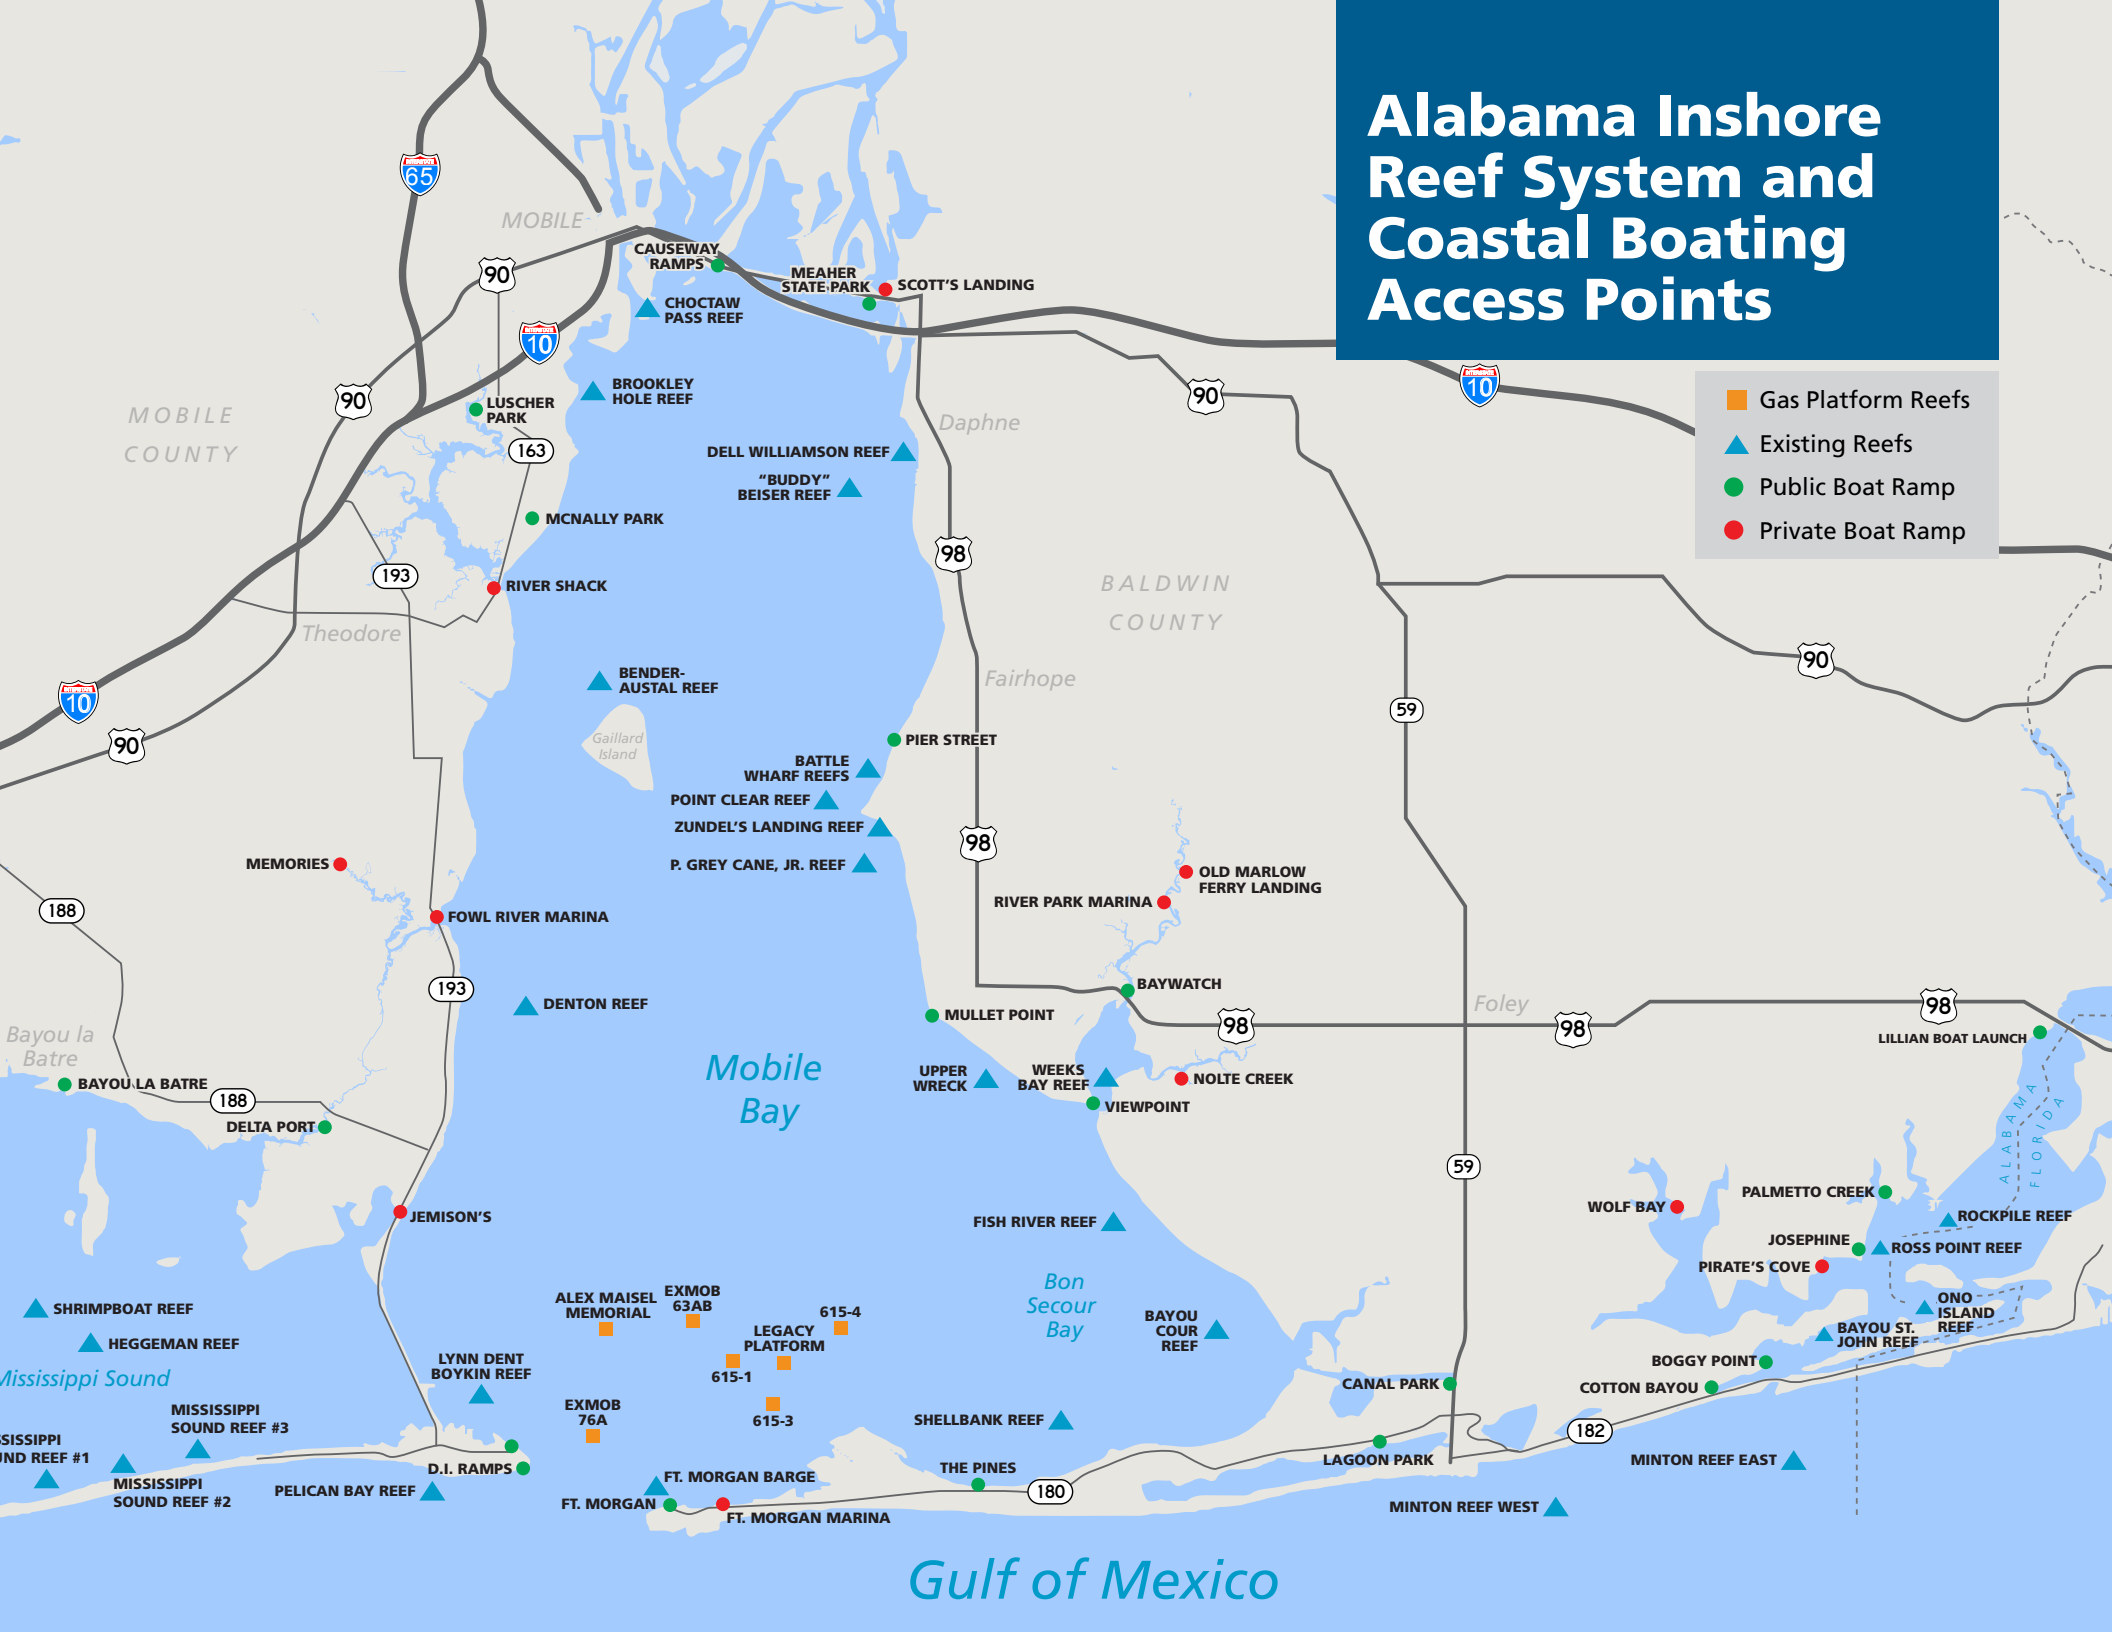 Alabama Inshore
Reef System and
Coastal Boating
Access Points
Gas Platform Reefs
Existing Reefs
Public Boat Ramp
Private Boat Ramp
65
MOBILE
90
CAUSEWAY
RAMPS
MEAHER
STATE PARK
SCOTT'S LANDING
CHOCTAW
PASS REEF
10
10
90
90
MOBILE
COUNTY
BROOKLEY
HOLE REEF
LUSCHER
PARK
163
Daphne
DELL WILLIAMSON REEF
“BUDDY”
BEISER REEF
MCNALLY PARK
98
193
RIVER SHACK
BALDWIN
COUNTY
Theodore
BENDER-
AUSTAL REEF
Fairhope
90
10
59
90
Gaillard
Island
PIER STREET
BATTLE
WHARF REEFS
POINT CLEAR REEF
ZUNDEL'S LANDING REEF
98
P. GREY CANE, JR. REEF
MEMORIES
OLD MARLOW
FERRY LANDING
RIVER PARK MARINA
188
FOWL RIVER MARINA
193
BAYWATCH
DENTON REEF
MULLET POINT
98
Foley
98
98
LILLIAN BOAT LAUNCH
Bayou la
Batre
BAYOU LA BATRE
188
DELTA PORT
Mobile
Bay
UPPER
WRECK
WEEKS
BAY REEF
NOLTE CREEK
VIEWPOINT
ALABAMA
FLORIDA
59
JEMISON'S
FISH RIVER REEF
WOLF BAY
PALMETTO CREEK
ROCKPILE REEF
JOSEPHINE
ROSS POINT REEF
PIRATE'S COVE
SHRIMPBOAT REEF
HEGGEMAN REEF
Mississippi Sound
ALEX MAISEL
MEMORIAL
EXMOB
63AB
615-4
LEGACY
PLATFORM
615-1
615-3
EXMOB
76A
Bon
Secour
Bay
BAYOU
COUR
REEF
ONO
ISLAND
REEF
BAYOU ST.
JOHN REEF
BOGGY POINT
COTTON BAYOU
CANAL PARK
LYNN DENT
BOYKIN REEF
MISSISSIPPI
SOUND REEF #3
SSISSIPPI
UND REEF #1
MISSISSIPPI
SOUND REEF #2
D.I. RAMPS
PELICAN BAY REEF
SHELLBANK REEF
FT. MORGAN BARGE
FT. MORGAN
FT. MORGAN MARINA
THE PINES
180
LAGOON PARK
182
MINTON REEF EAST
MINTON REEF WEST
Gulf of Mexico